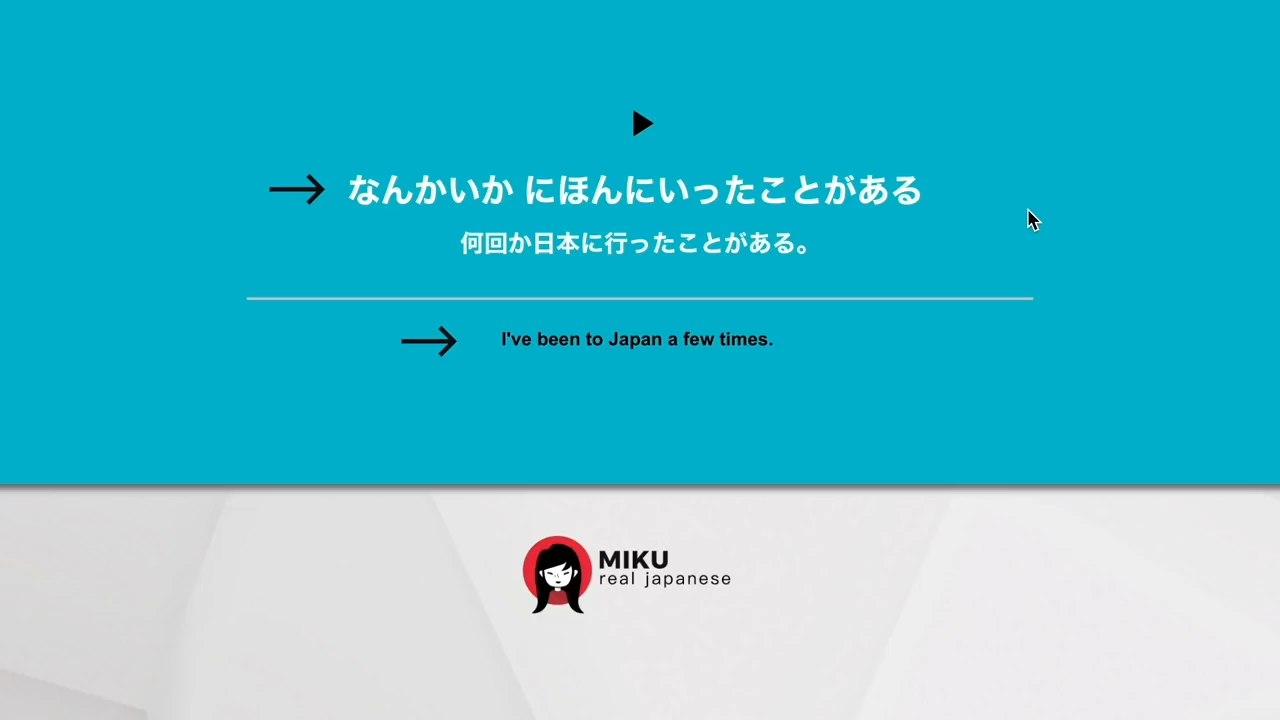 なんかいか にほんにいったことがある
何回か日本に行ったことがある。
I've been to Japan a few times.
MIKU
real japanese